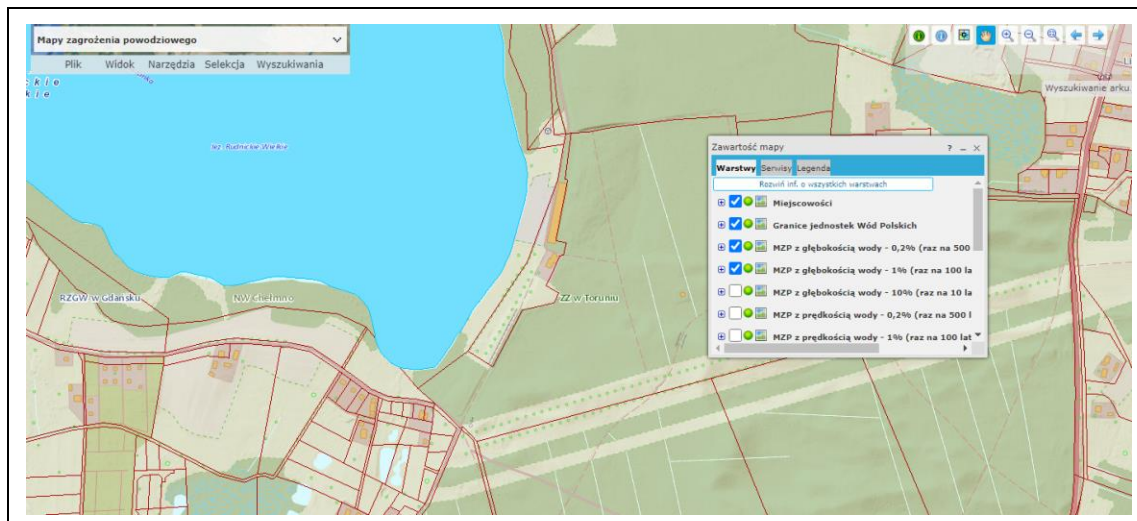 Mapy zagrożenia powodziowego
Plik Widok Narzędzia Selekcja Wyszukiwania
Wyszukiwanie arku
jez. Rudnickie Wielkie
Zawartość mapy
Warstwy Serwisy Legenda
Rozwiń inf. o wszystkich warstwach
Miejscowości
Granice jednostek Wód Polskich
MZP z głębokością wody - 0,2% (raz na 500
MZP z głębokością wody - 1% (raz na 100 la
MZP z głębokością wody - 10% (raz na 10 la
MZP z prędkością wody - 0,2% (raz na 500 l
MZP z prędkością wody - 1% (raz na 100 lat
RZGW w Gdańsku
NW Chełmno
ZZ w Toruniu